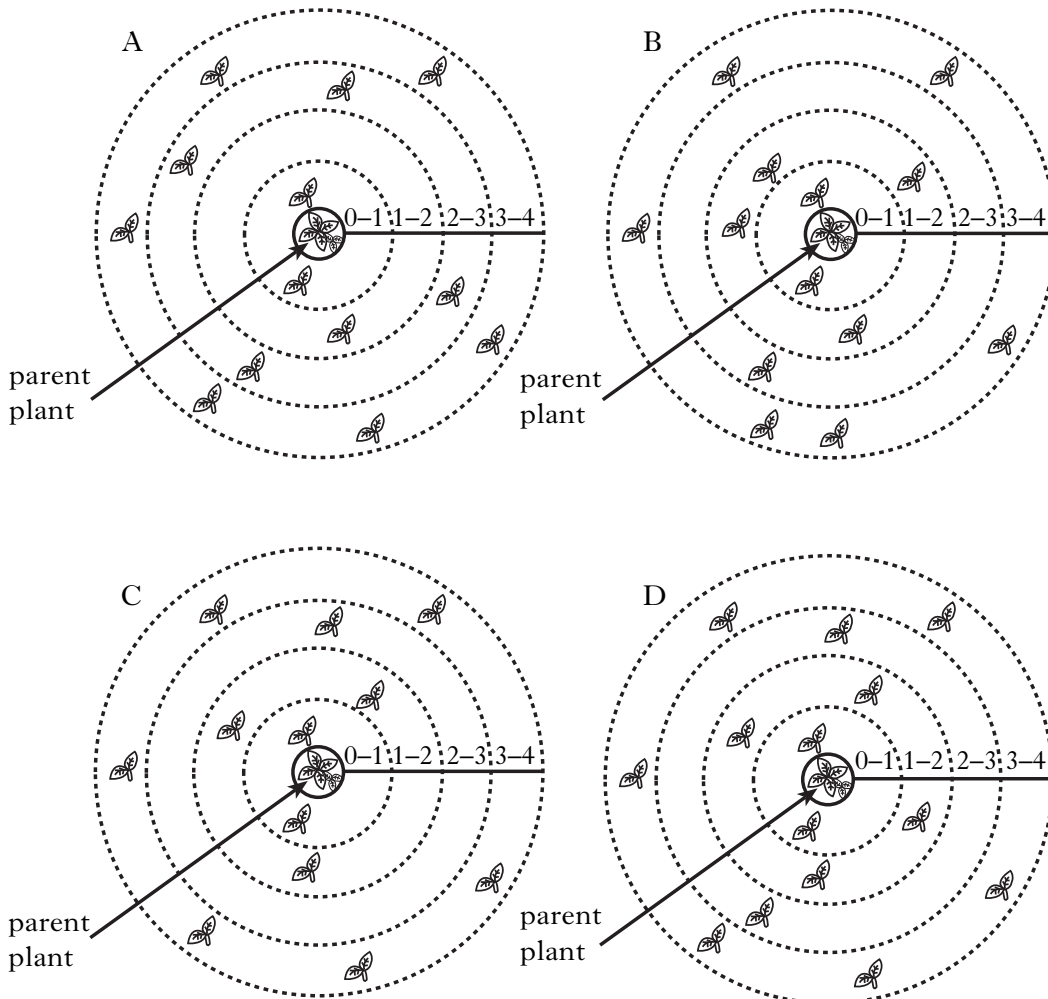 A
0–1 1–2 2–3 3–4
parent
plant
B
0–1 1–2 2–3 3–4
parent
plant
C
0–1 1–2 2–3 3–4
parent
plant
D
0–1 1–2 2–3 3–4
parent
plant